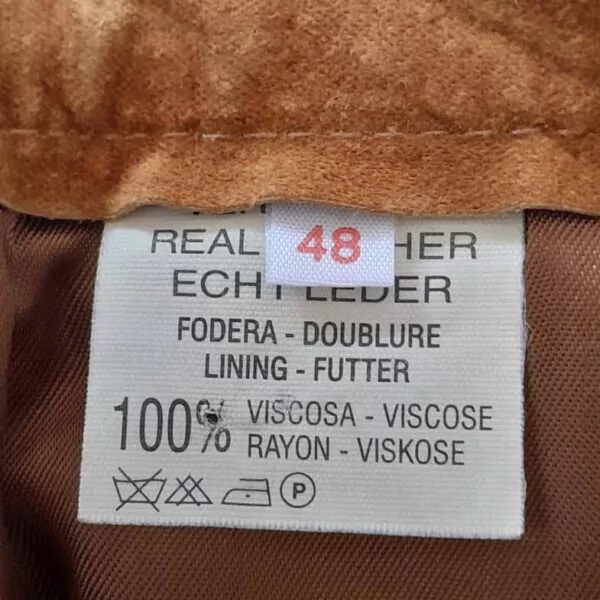 48
REAL HER
ECHT LEDER
FODERA - DOUBLURE
LINING - FUTTER
100% VISCOSA - VISCOSE
RAYON - VISKOSE
P